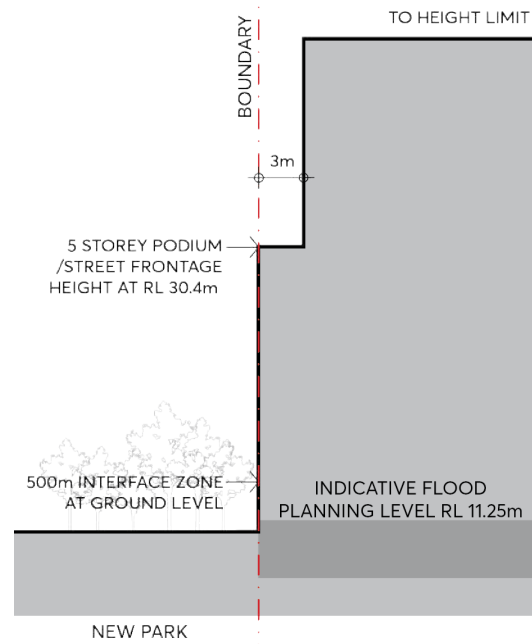 TO HEIGHT LIMIT
BOUNDARY
3m
5 STOREY PODIUM
/STREET FRONTAGE
HEIGHT AT RL 30.4m
500m INTERFACE ZONE
AT GROUND LEVEL
INDICATIVE FLOOD
PLANNING LEVEL RL 11.25m
NEW PARK